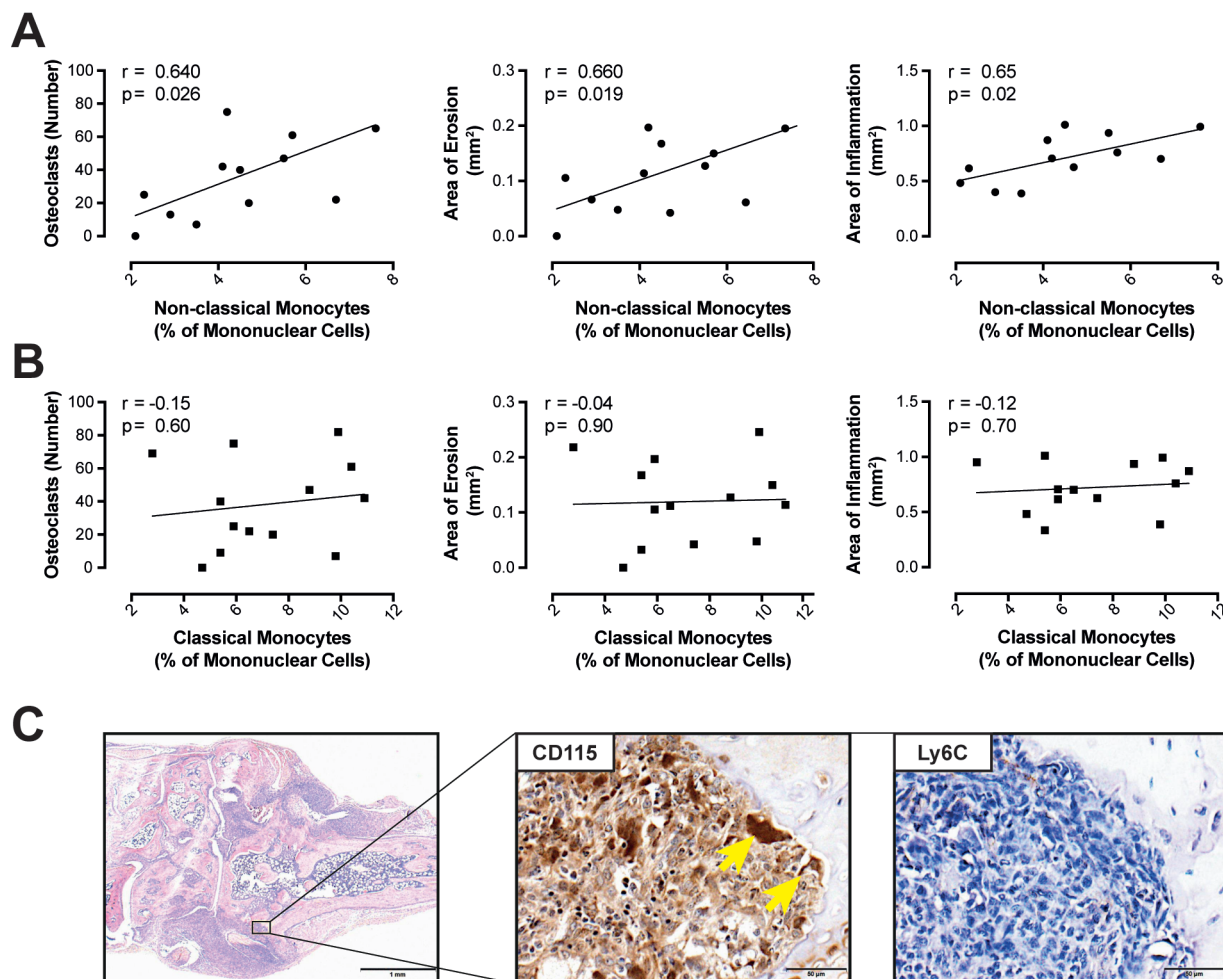 A
r = 0.640
p= 0.026
Osteoclasts (Number)
100
80
60
40
20
0
2
4
6
8
Non-classical Monocytes
(% of Mononuclear Cells)
r = 0.660
p= 0.019
Area of Erosion
(mm²)
0.3
0.2
0.1
0.0
2
4
6
8
Non-classical Monocytes
(% of Mononuclear Cells)
r = 0.65
p= 0.02
Area of Inflammation
(mm²)
1.5
1.0
0.5
0.0
2
4
6
8
Non-classical Monocytes
(% of Mononuclear Cells)
B
r = -0.15
p= 0.60
Osteoclasts (Number)
100
80
60
40
20
0
2
4
6
8
10
12
Classical Monocytes
(% of Mononuclear Cells)
r = -0.04
p= 0.90
Area of Erosion
(mm²)
0.3
0.2
0.1
0.0
2
4
6
8
10
12
Classical Monocytes
(% of Mononuclear Cells)
r = -0.12
p= 0.70
Area of Inflammation
(mm²)
1.5
1.0
0.5
0.0
2
4
6
8
10
12
Classical Monocytes
(% of Mononuclear Cells)
C
1 mm
CD115
50 µm
Ly6C
50 µm